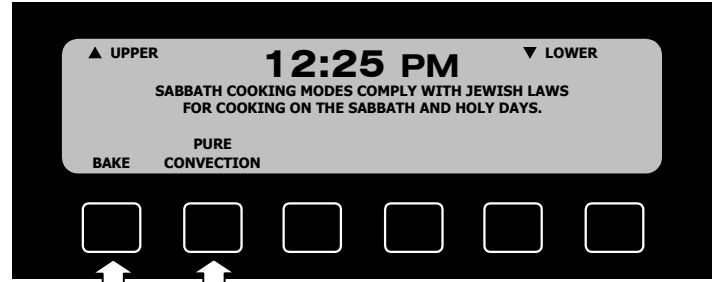 ▲ UPPER 12:25 PM ▼ LOWER
SABBATH COOKING MODES COMPLY WITH JEWISH LAWS
FOR COOKING ON THE SABBATH AND HOLY DAYS.
BAKE PURE
CONVECTION